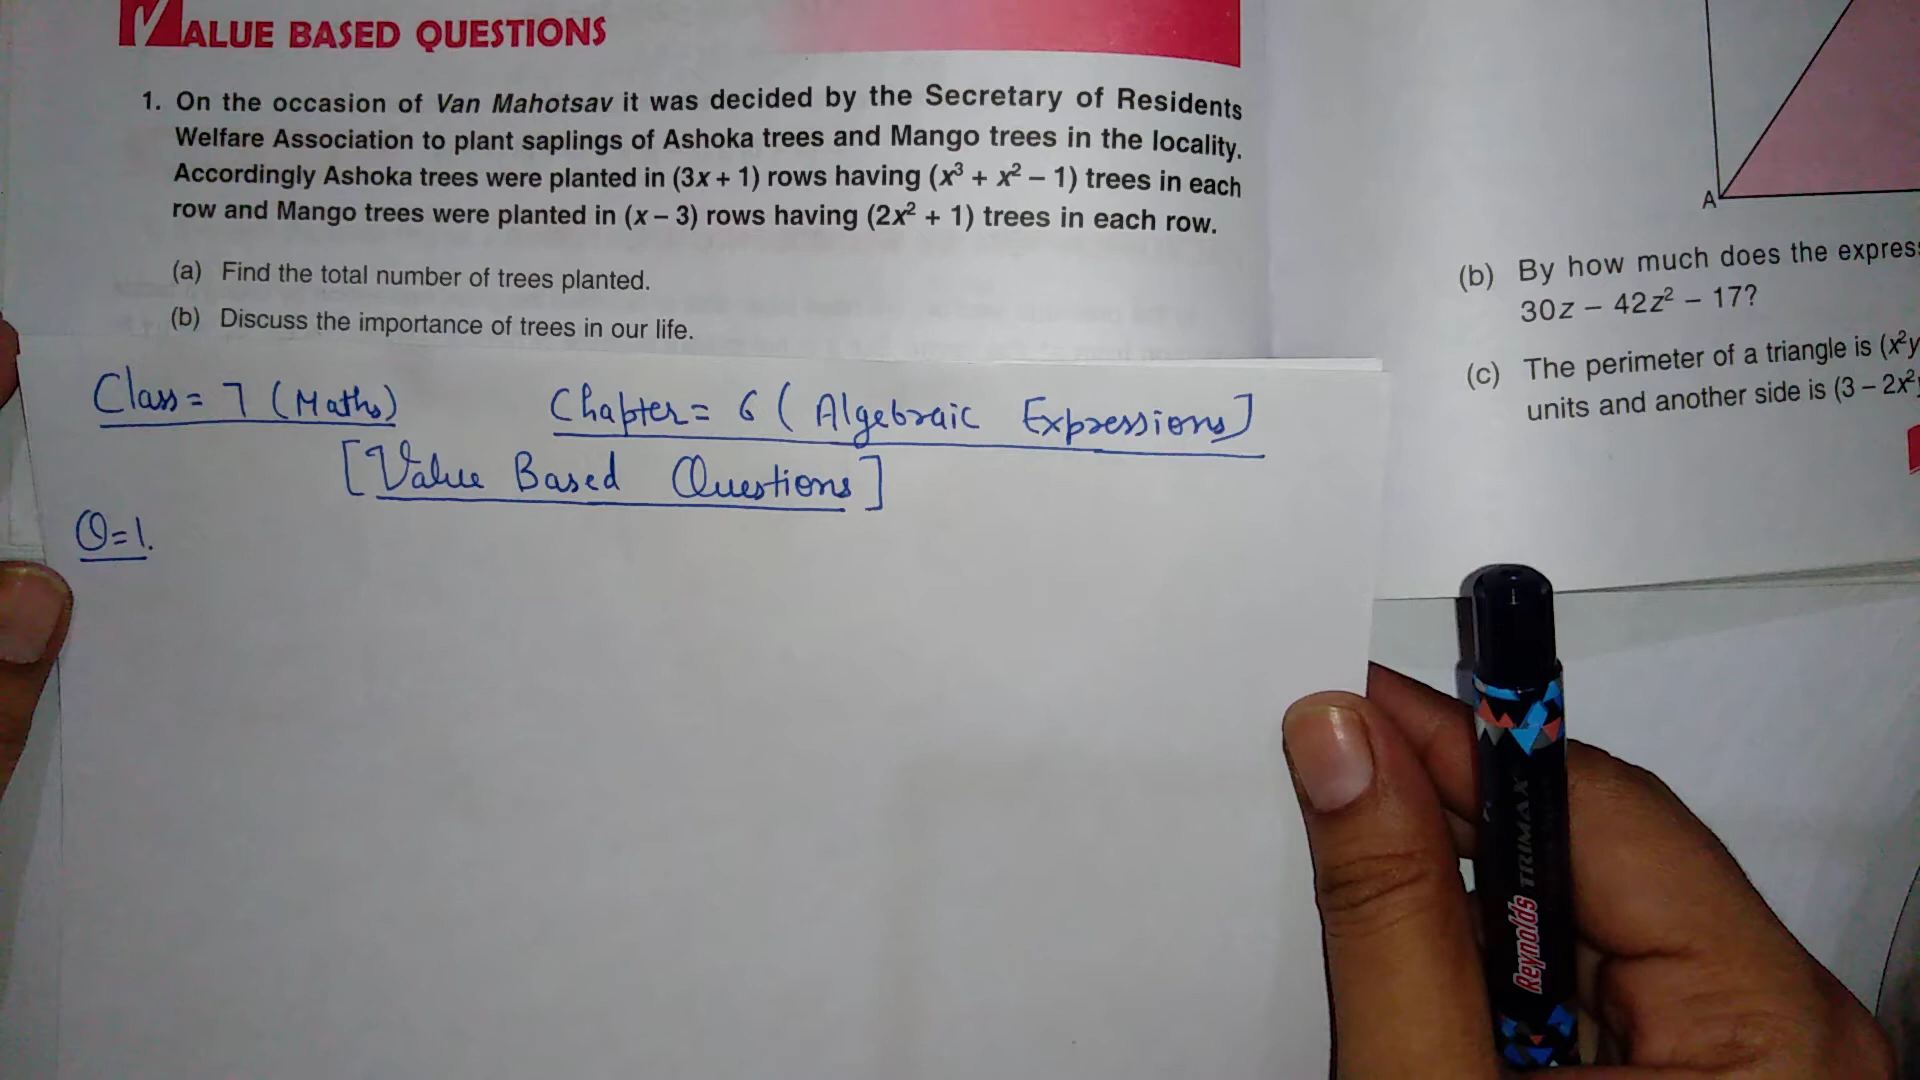 VALUE BASED QUESTIONS
1. On the occasion of Van Mahotsav it was decided by the Secretary of Residents
Welfare Association to plant saplings of Ashoka trees and Mango trees in the locality.
Accordingly Ashoka trees were planted in (3x + 1) rows having (x³ + x² – 1) trees in each
row and Mango trees were planted in (x – 3) rows having (2x² + 1) trees in each row.
(a) Find the total number of trees planted.
(b) Discuss the importance of trees in our life.
Class = 7 (Maths) Chapter = 6 ( Algebraic Expressions]
[Value Based Questions]
Q=1.
A
(b) By how much does the express
30z – 42z² – 17?
(c) The perimeter of a triangle is (x²y
units and another side is (3 – 2x²
Reynolds TRIMAX